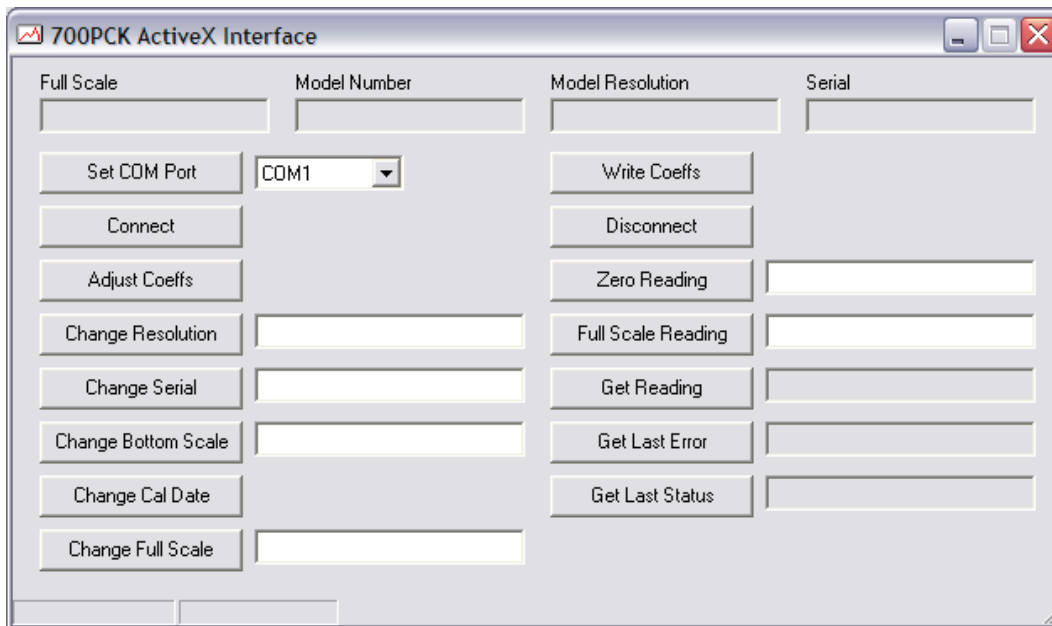 700PCK ActiveX Interface
Full Scale Model Number Model Resolution Serial
Set COM Port COM1 Write Coeffs
Connect Disconnect
Adjust Coeffs Zero Reading
Change Resolution Full Scale Reading
Change Serial Get Reading
Change Bottom Scale Get Last Error
Change Cal Date Get Last Status
Change Full Scale